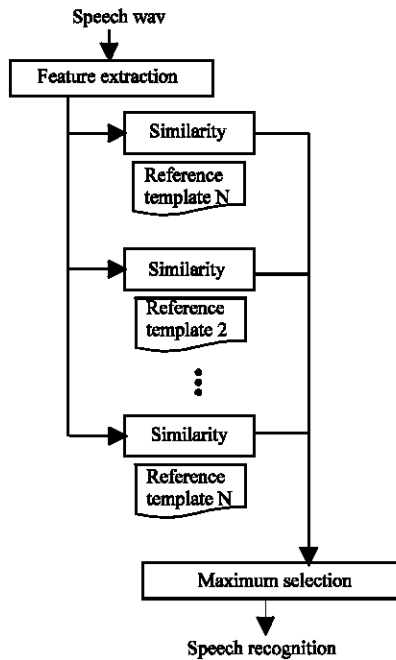 Speech wav
Feature extraction
Similarity
Reference
template N
Similarity
Reference
template 2
Similarity
Reference
template N
Maximum selection
Speech recognition